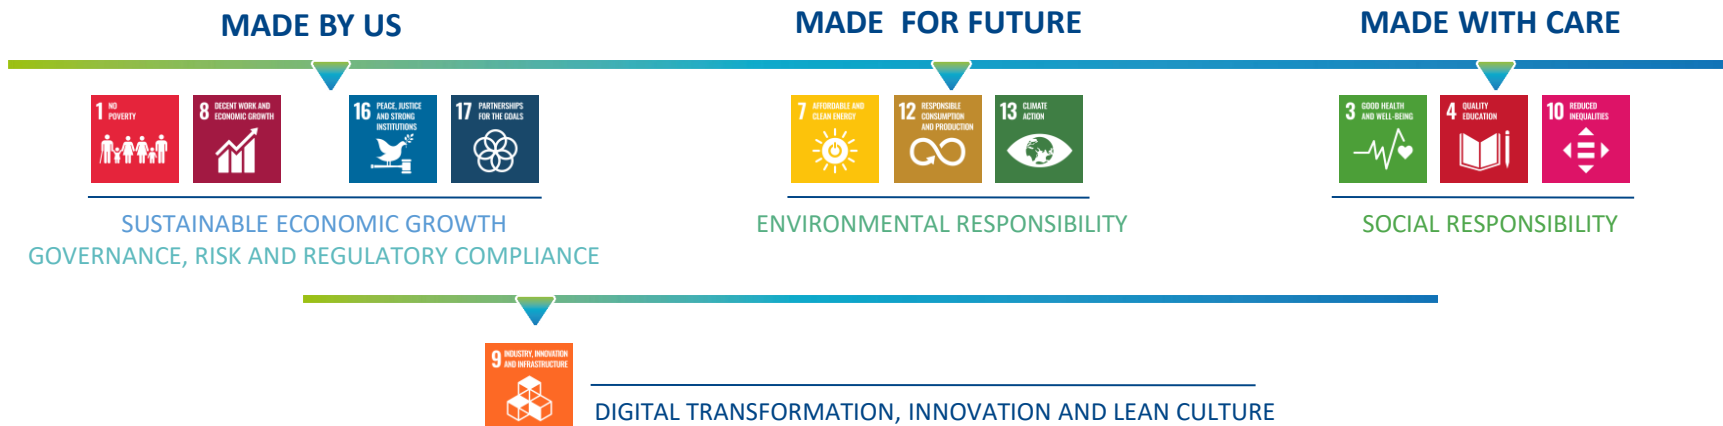 MADE BY US
MADE FOR FUTURE
MADE WITH CARE
1 NO
POVERTY
8 DECENT WORK AND
ECONOMIC GROWTH
16 PEACE, JUSTICE
AND STRONG
INSTITUTIONS
17 PARTNERSHIPS
FOR THE GOALS
7 AFFORDABLE AND
CLEAN ENERGY
12 RESPONSIBLE
CONSUMPTION
AND PRODUCTION
13 CLIMATE
ACTION
3 GOOD HEALTH
AND WELL-BEING
4 QUALITY
EDUCATION
10 REDUCED
INEQUALITIES
SUSTAINABLE ECONOMIC GROWTH
GOVERNANCE, RISK AND REGULATORY COMPLIANCE
ENVIRONMENTAL RESPONSIBILITY
SOCIAL RESPONSIBILITY
9 INDUSTRY, INNOVATION
AND INFRASTRUCTURE
DIGITAL TRANSFORMATION, INNOVATION AND LEAN CULTURE